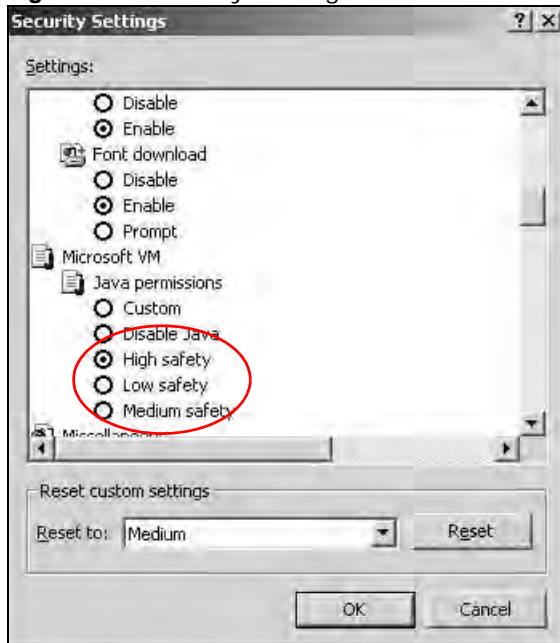 Security Settings
Settings:
Disable
Enable
Font download
Disable
Enable
Prompt
Microsoft VM
Java permissions
Custom
Disable Java
High safety
Low safety
Medium safety
Miscellaneous
Reset custom settings
Reset to: Medium Reset
OK Cancel